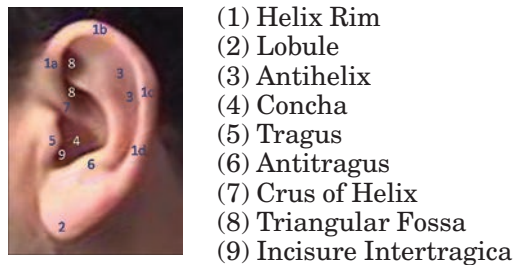 (1) Helix Rim
(2) Lobule
(3) Antihelix
(4) Concha
(5) Tragus
(6) Antitragus
(7) Crus of Helix
(8) Triangular Fossa
(9) Incisure Intertragica
1b
1a 8
3
8 3 1c
7
5 4
9 6 1d
2